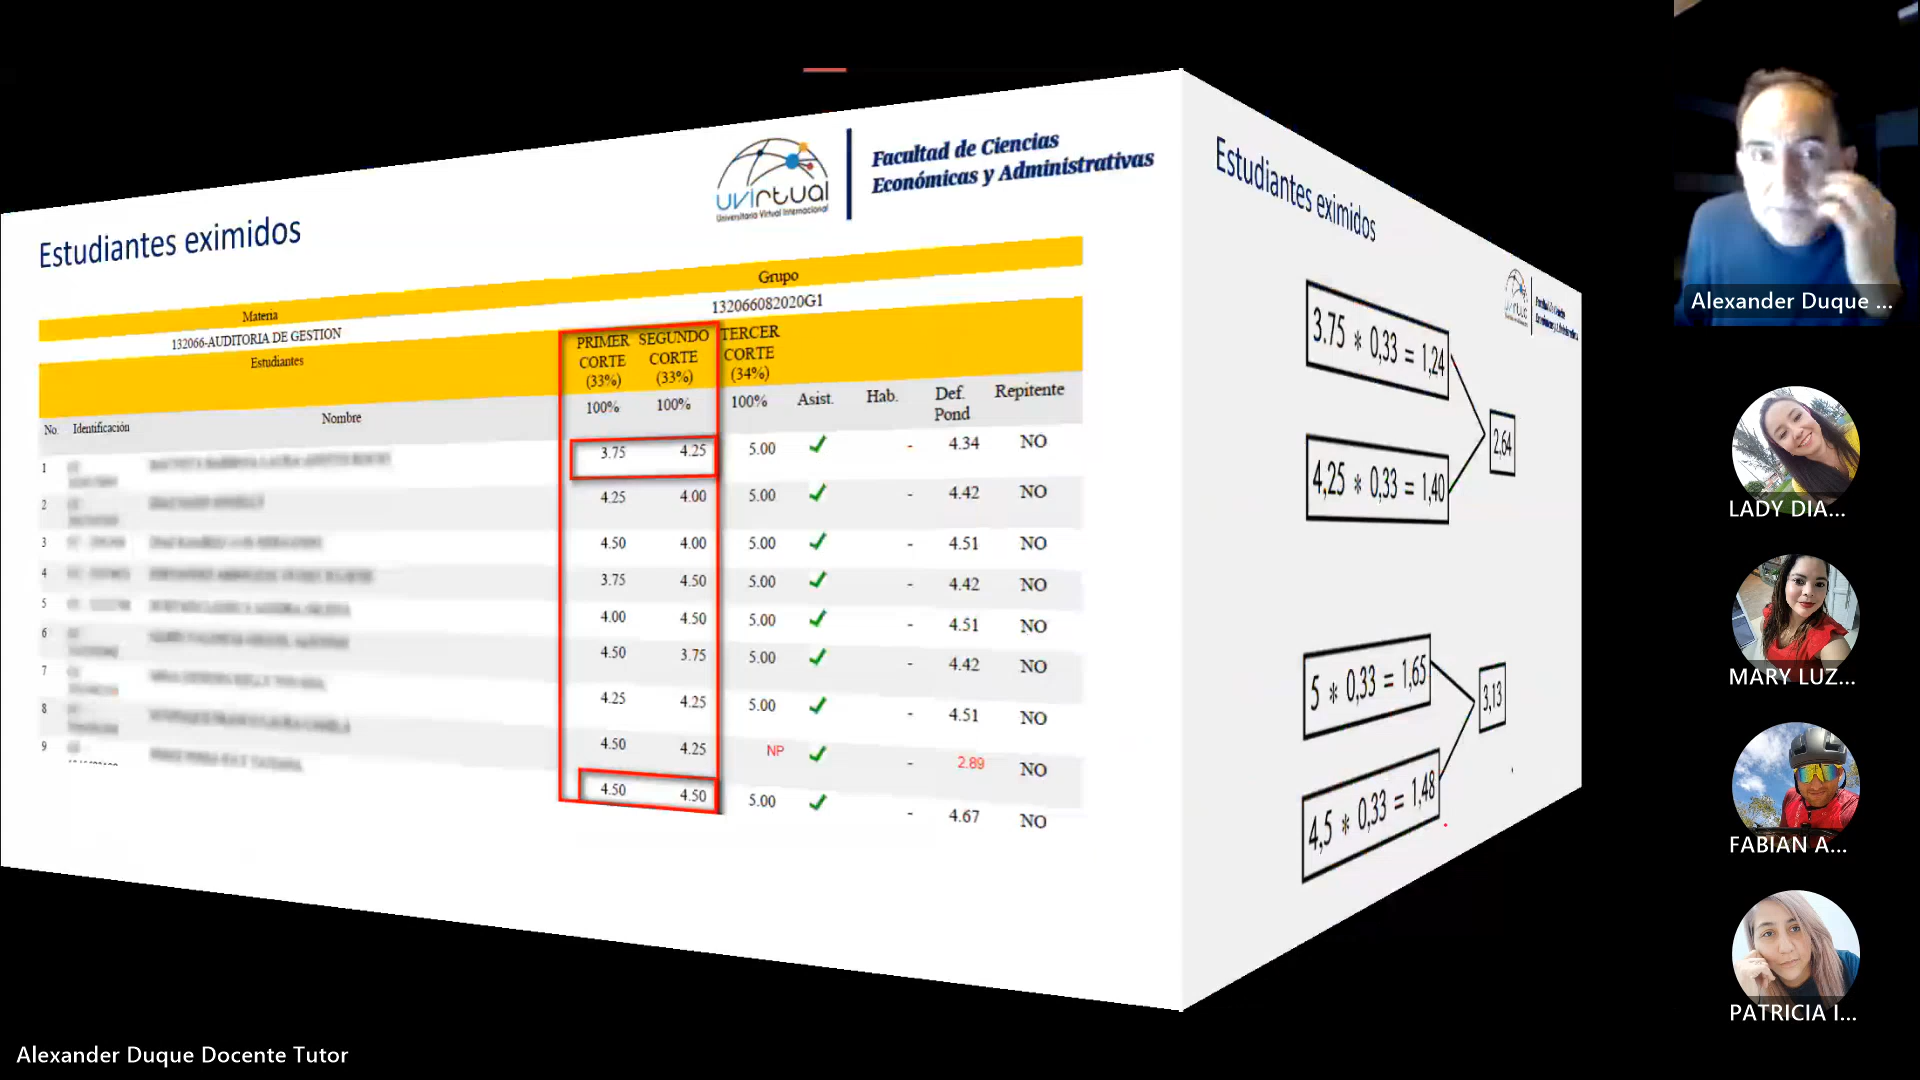 uvirtual
Universitaria Virtual Internacional
Facultad de Ciencias
Económicas y Administrativas
Estudiantes eximidos
Materia
Grupo
132066-AUDITORIA DE GESTION
132066082020G1
Estudiantes
PRIMER CORTE (33%)
SEGUNDO CORTE (33%)
TERCER CORTE (34%)
No. Identificación Nombre 100% 100% 100% Asist. Hab. Def. Pond Repitente
1 3.75 4.25 5.00 - 4.34 NO
2 4.25 4.00 5.00 - 4.42 NO
3 4.50 4.00 5.00 - 4.51 NO
4 3.75 4.50 5.00 - 4.42 NO
5 4.00 4.50 5.00 - 4.51 NO
6 4.50 3.75 5.00 - 4.42 NO
7 4.25 4.25 5.00 - 4.51 NO
8 4.50 4.25 NP - 2.89 NO
9 4.50 4.50 5.00 - 4.67 NO
Estudiantes eximidos
3.75 * 0,33 = 1,24
4,25 * 0,33 = 1,40
2,64
5 * 0,33 = 1,65
4,5 * 0,33 = 1,48
3,13
Alexander Duque ...
LADY DIA...
MARY LUZ...
FABIAN A...
PATRICIA I...
Alexander Duque Docente Tutor